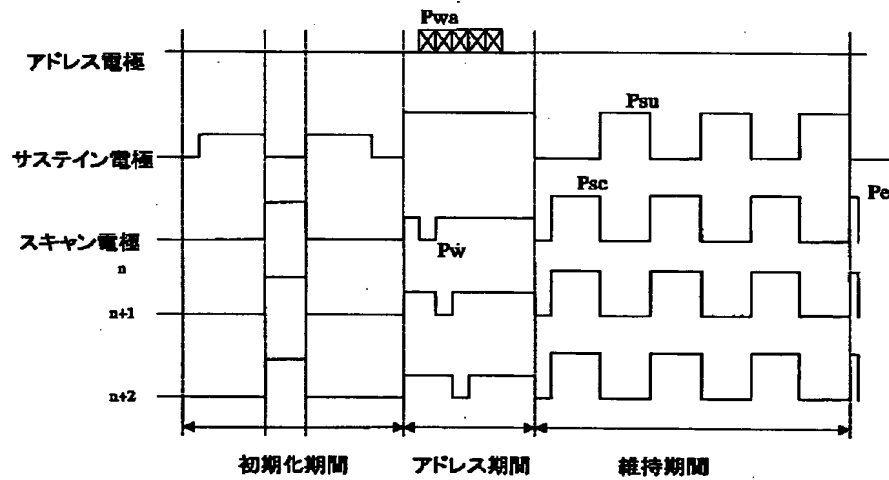 Pwa
アドレス電極
Psu
サステイン電極
Psc
Pe
スキャン電極
Pw
n
n+1
n+2
初期化期間
アドレス期間
維持期間